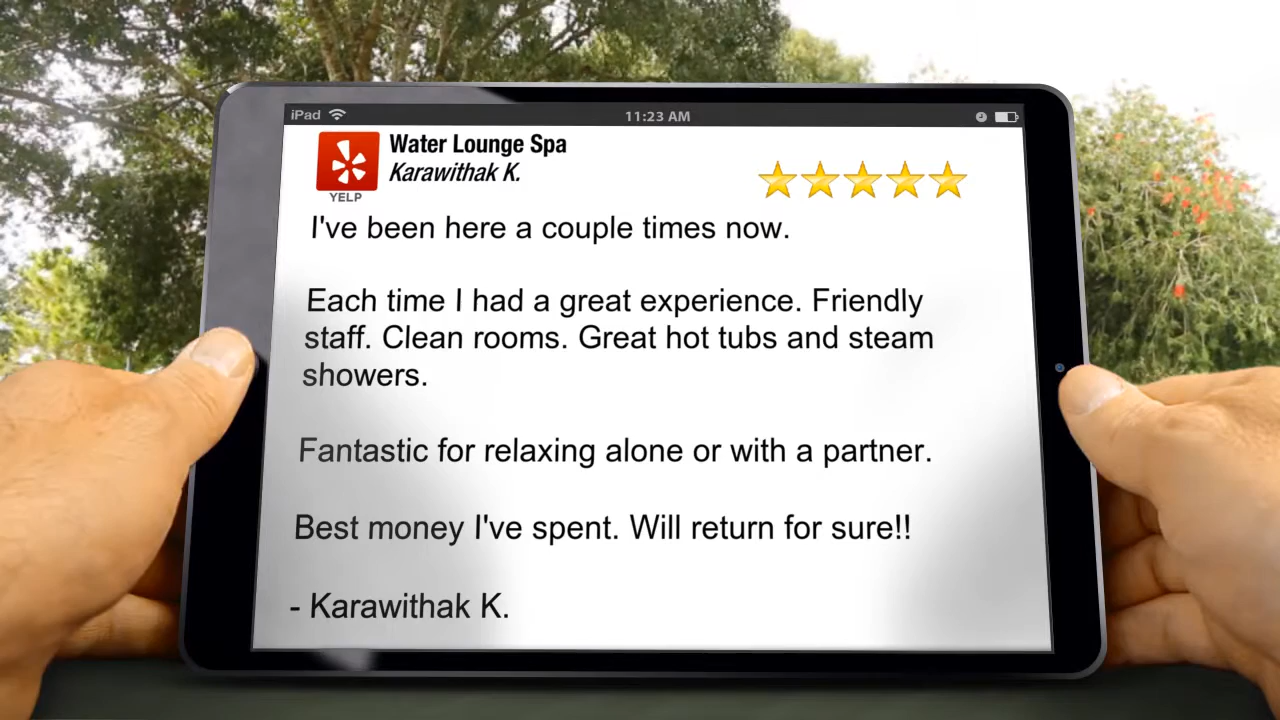 iPad
11:23 AM
Water Lounge Spa
Karawithak K.
YELP
I've been here a couple times now.
Each time I had a great experience. Friendly
staff. Clean rooms. Great hot tubs and steam
showers.
Fantastic for relaxing alone or with a partner.
Best money I've spent. Will return for sure!!
- Karawithak K.